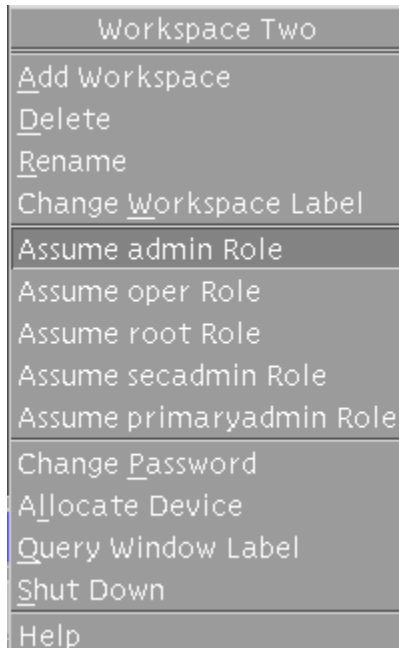 Workspace Two
Add Workspace
Delete
Rename
Change Workspace Label
Assume admin Role
Assume oper Role
Assume root Role
Assume secadmin Role
Assume primaryadmin Role
Change Password
Allocate Device
Query Window Label
Shut Down
Help